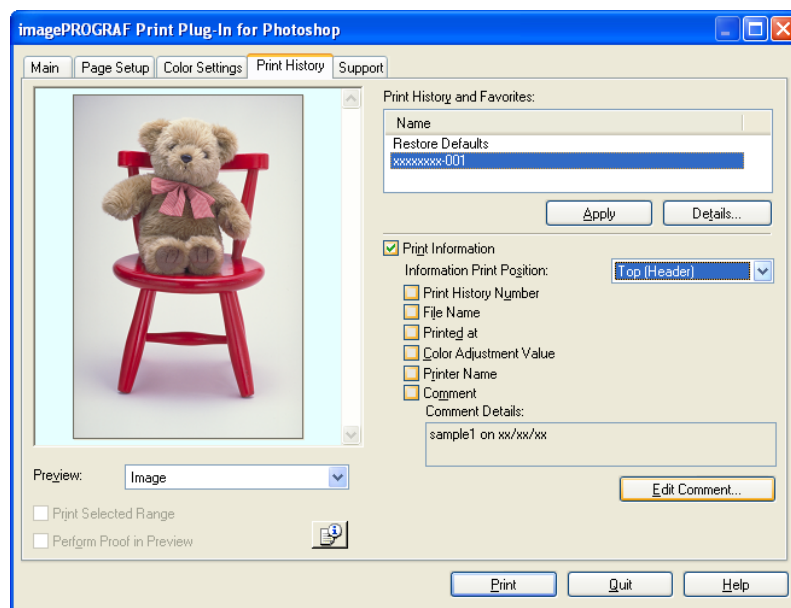 imagePROGRAF Print Plug-In for Photoshop
Main Page Setup Color Settings Print History Support
Print History and Favorites:
Name
Restore Defaults
xxxxxxxx-001
Apply Details...
Print Information
Information Print Position: Top (Header)
Print History Number
File Name
Printed at
Color Adjustment Value
Printer Name
Comment
Comment Details:
sample1 on xx/xx/xx
Edit Comment...
Preview: Image
Print Selected Range
Perform Proof in Preview
Print Quit Help